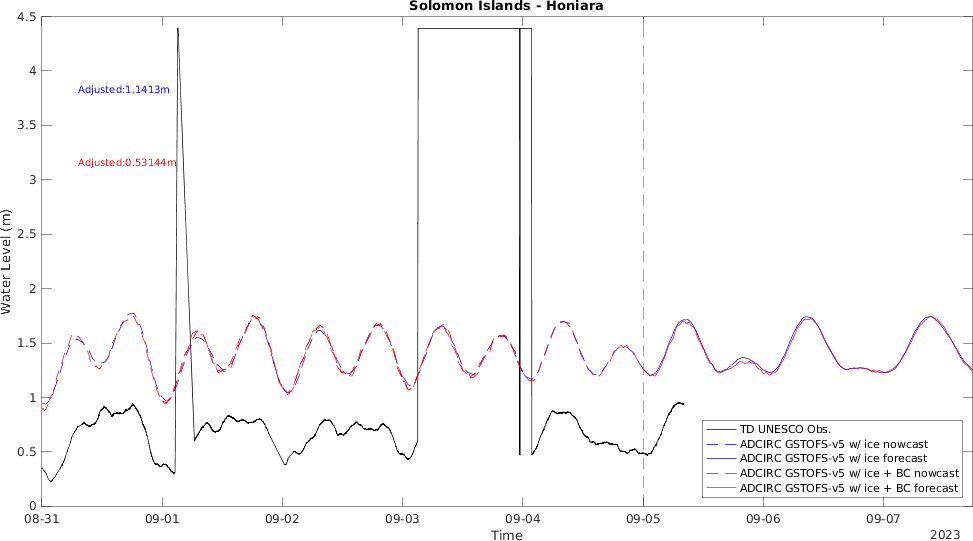 Solomon Islands - Honiara
4.5
4
3.5
3
2.5
2
1.5
1
0.5
0
Water Level (m)
Adjusted:1.1413m
Adjusted:0.53144m
TD UNESCO Obs.
ADCIRC GSTOFS-v5 w/ ice nowcast
ADCIRC GSTOFS-v5 w/ ice forecast
ADCIRC GSTOFS-v5 w/ ice + BC nowcast
ADCIRC GSTOFS-v5 w/ ice + BC forecast
08-31 09-01 09-02 09-03 09-04 09-05 09-06 09-07
Time
2023